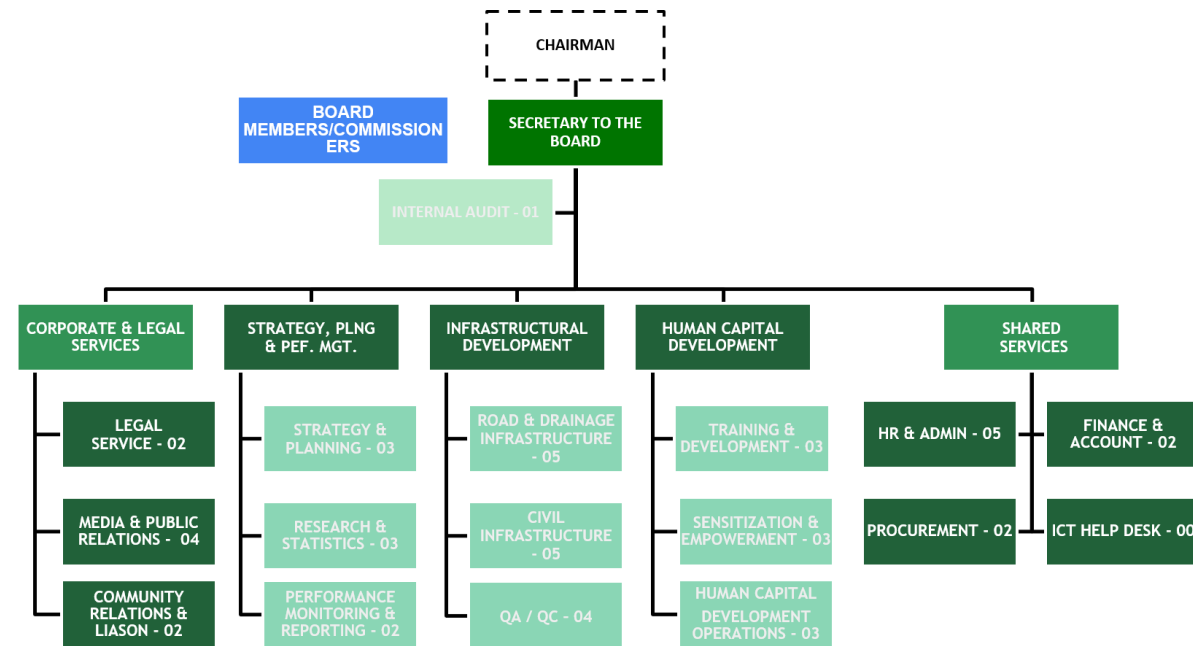 CHAIRMAN
BOARD
MEMBERS/COMMISSION
ERS
SECRETARY TO THE
BOARD
INTERNAL AUDIT - 01
CORPORATE & LEGAL
SERVICES
STRATEGY, PLNG
& PEF. MGT.
INFRASTRUCTURAL
DEVELOPMENT
HUMAN CAPITAL
DEVELOPMENT
SHARED
SERVICES
LEGAL
SERVICE - 02
STRATEGY &
PLANNING - 03
ROAD & DRAINAGE
INFRASTRUCTURE
- 05
TRAINING &
DEVELOPMENT - 03
HR & ADMIN - 05
FINANCE &
ACCOUNT - 02
MEDIA & PUBLIC
RELATIONS - 04
RESEARCH &
STATISTICS - 03
CIVIL
INFRASTRUCTURE
- 05
SENSITIZATION &
EMPOWERMENT - 03
PROCUREMENT - 02
ICT HELP DESK - 00
COMMUNITY
RELATIONS &
LIASON - 02
PERFORMANCE
MONITORING &
REPORTING - 02
QA / QC - 04
HUMAN CAPITAL
DEVELOPMENT
OPERATIONS - 03